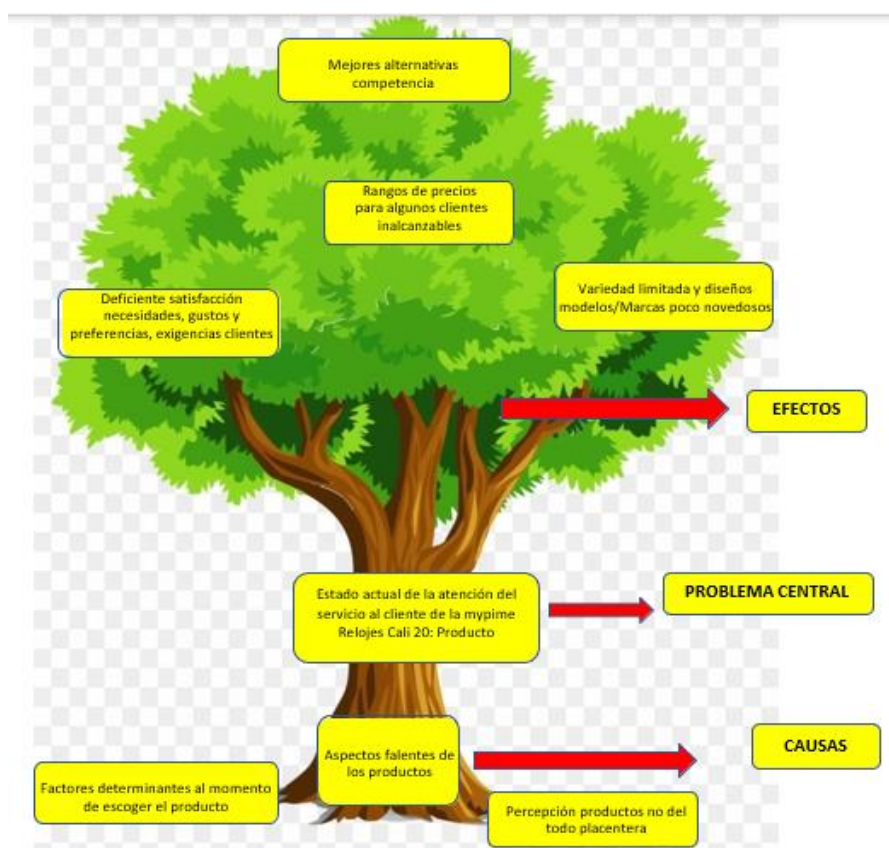 Mejores alternativas
competencia
Rangos de precios
para algunos clientes
inalcanzables
Deficiente satisfacción
necesidades, gustos y
preferencias, exigencias clientes
Variedad limitada y diseños
modelos/Marcas poco novedosos
EFECTOS
Estado actual de la atención del
servicio al cliente de la mypime
Relojes Cali 20: Producto
PROBLEMA CENTRAL
Aspectos falentes de
los productos
CAUSAS
Factores determinantes al momento
de escoger el producto
Percepción productos no del
todo placentera